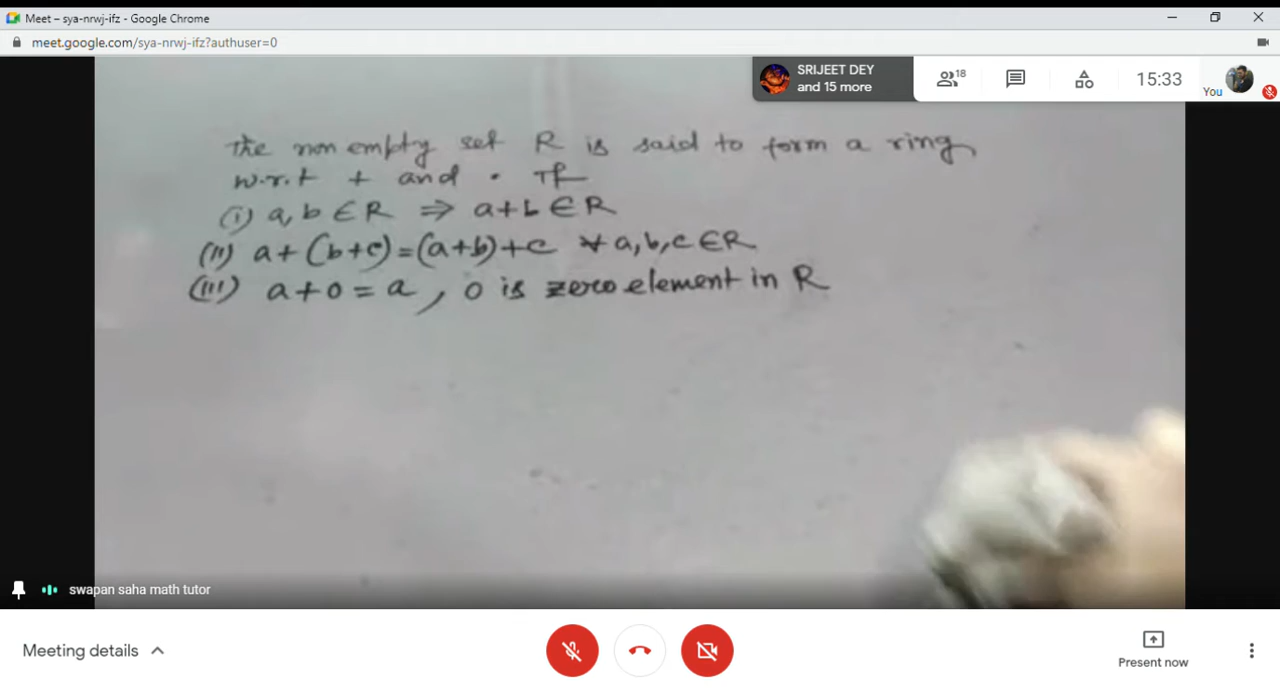 Meet – sya-nrwj-ifz - Google Chrome
meet.google.com/sya-nrwj-ifz?authuser=0
SRIJEET DEY
and 15 more
18
15:33
You
The non empty set R is said to form a ring
w.r.t + and . If
(i) a, b ∈ R ⇒ a+b ∈ R
(ii) a+(b+c)=(a+b)+c ∀ a,b,c ∈ R
(iii) a+0 = a, 0 is zero element in R
swapan saha math tutor
Meeting details
Present now